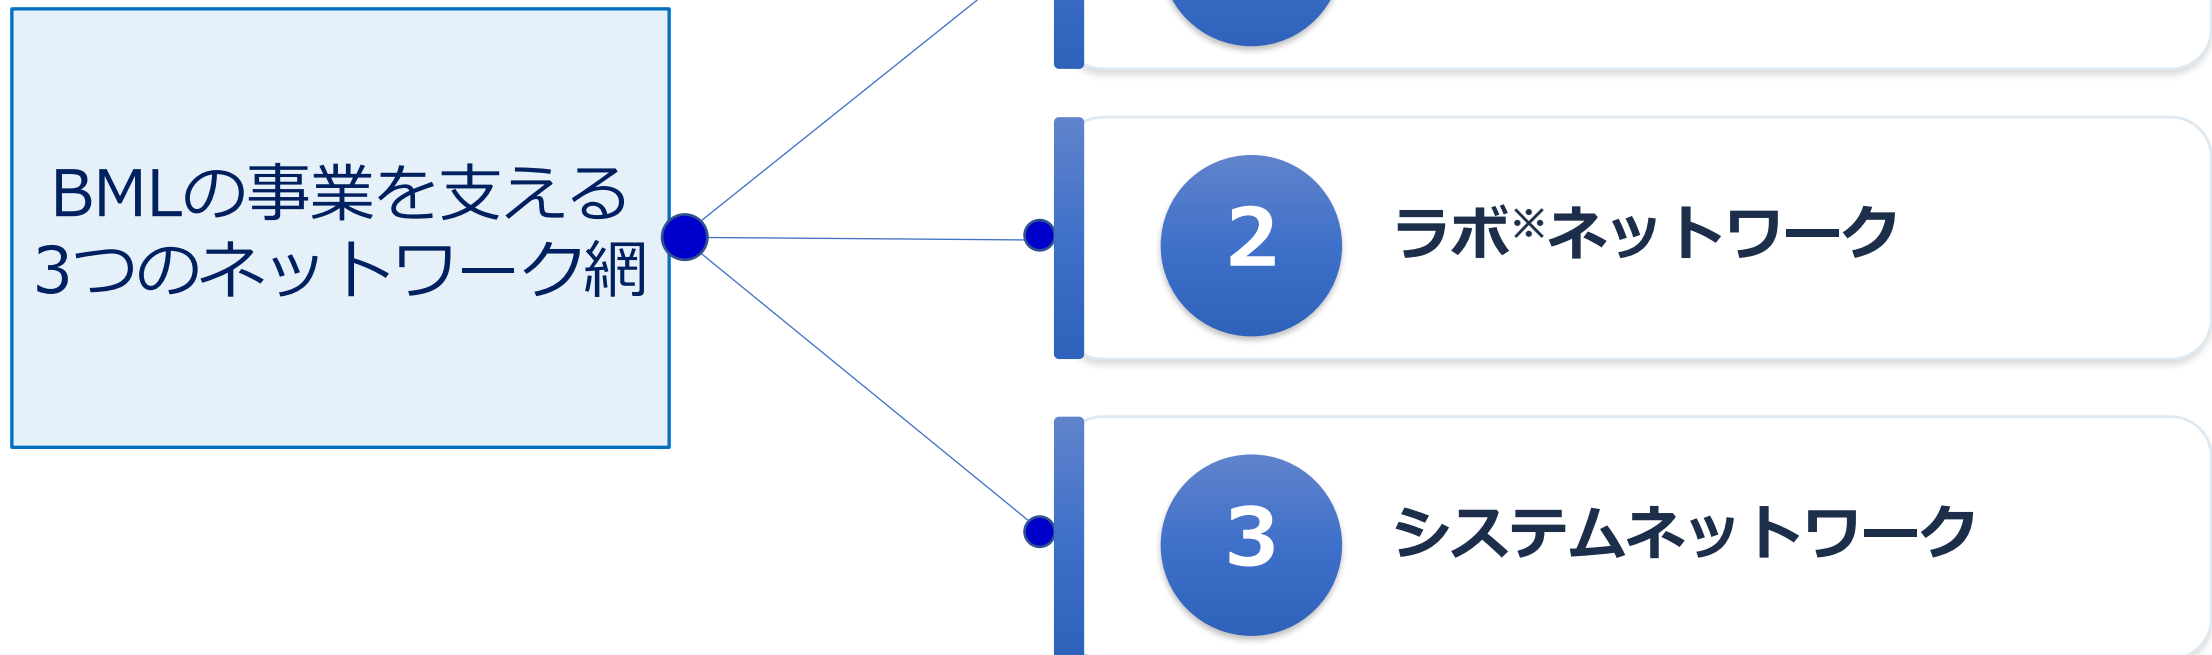 BMLの事業を支える
3つのネットワーク網
2
ラボ※ネットワーク
3
システムネットワーク